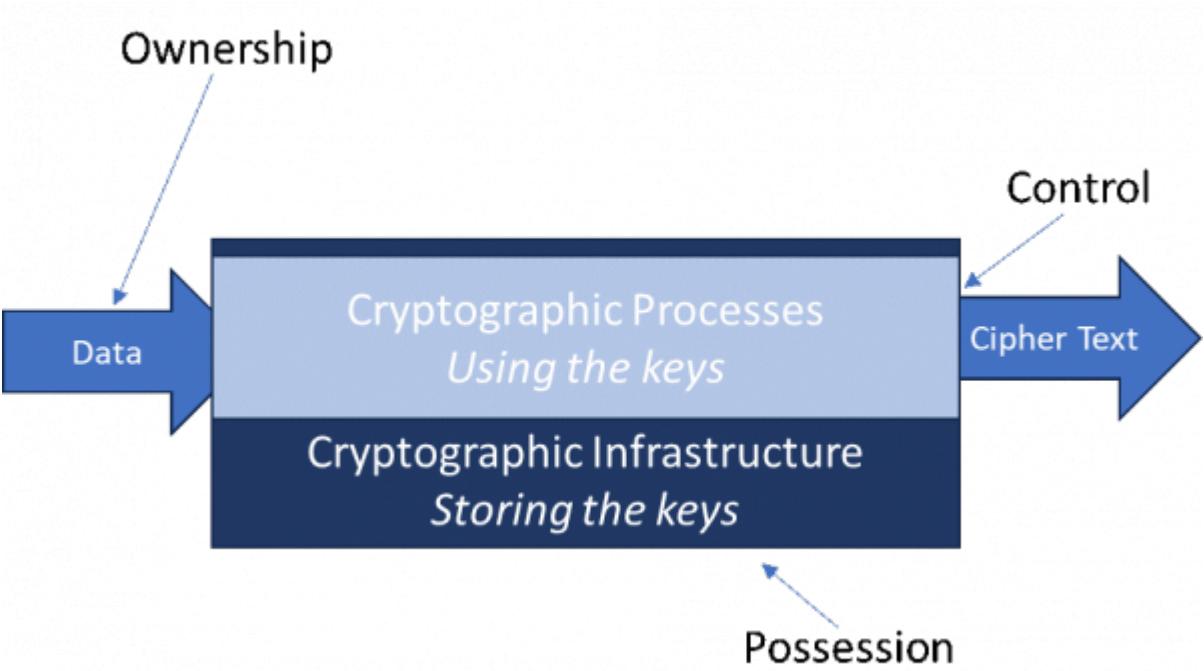 Ownership
Control
Cryptographic Processes
Using the keys
Data
Cipher Text
Cryptographic Infrastructure
Storing the keys
Possession